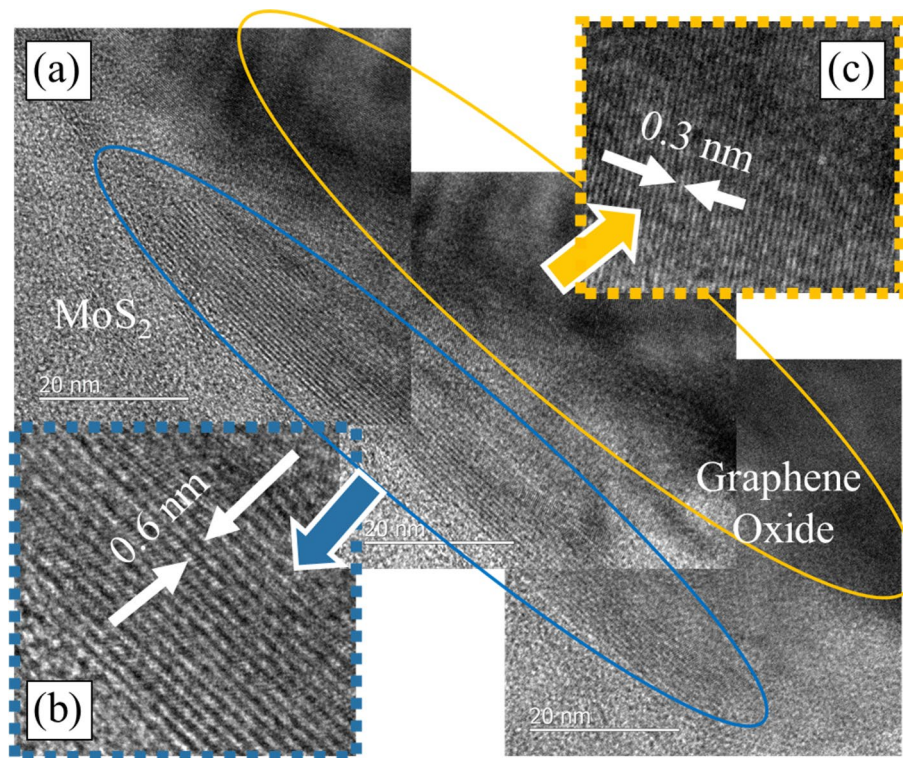 (a)
(c)
0.3 nm
MoS₂
20 nm
0.6 nm
20 nm
Graphene
Oxide
(b)
20 nm